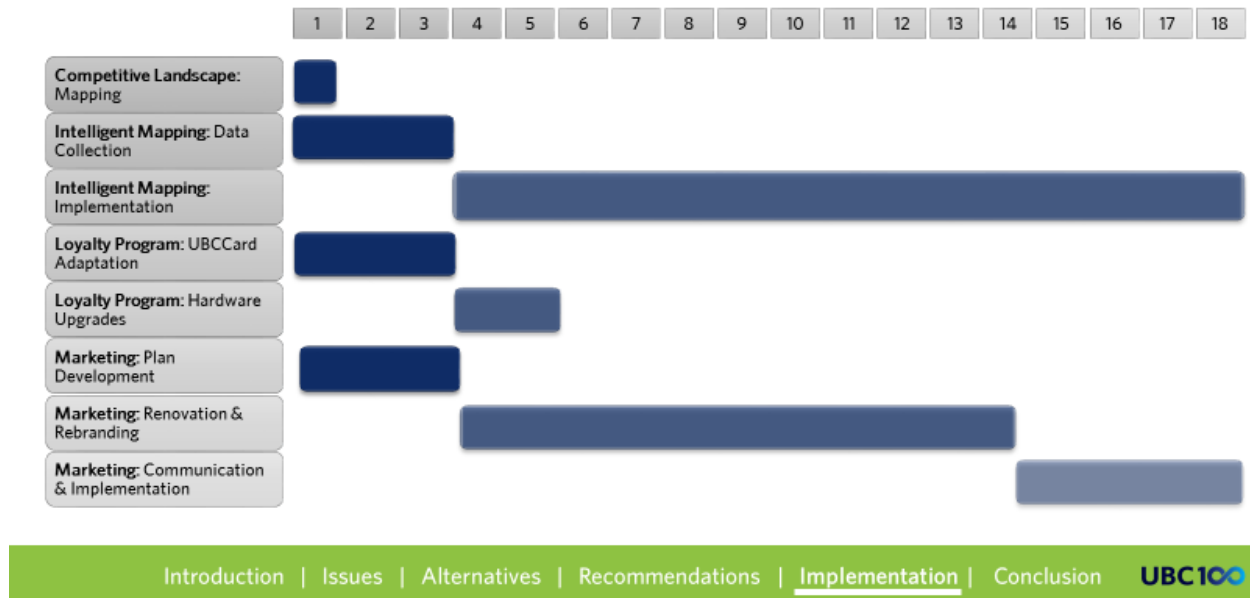 1 2 3 4 5 6 7 8 9 10 11 12 13 14 15 16 17 18
Competitive Landscape:
Mapping
Intelligent Mapping: Data
Collection
Intelligent Mapping:
Implementation
Loyalty Program: UBCCard
Adaptation
Loyalty Program: Hardware
Upgrades
Marketing: Plan
Development
Marketing: Renovation &
Rebranding
Marketing: Communication
& Implementation
Introduction | Issues | Alternatives | Recommendations | Implementation | Conclusion UBC100